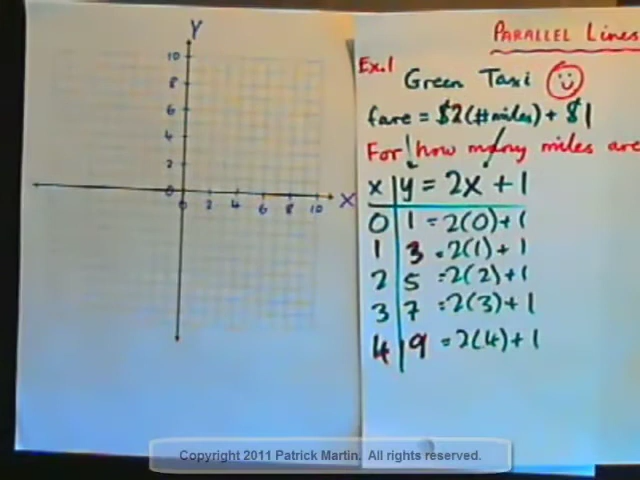 Y
10
8
6
4
2
0
0 2 4 6 8 10 X
PARALLEL Lines
Ex.1
Green Taxi
fare = $2(#miles) + $1
For how many miles are
x y = 2x + 1
0 1 = 2(0)+1
1 3 = 2(1)+1
2 5 = 2(2)+1
3 7 = 2(3)+1
4 9 = 2(4)+1
Copyright 2011 Patrick Martin. All rights reserved.